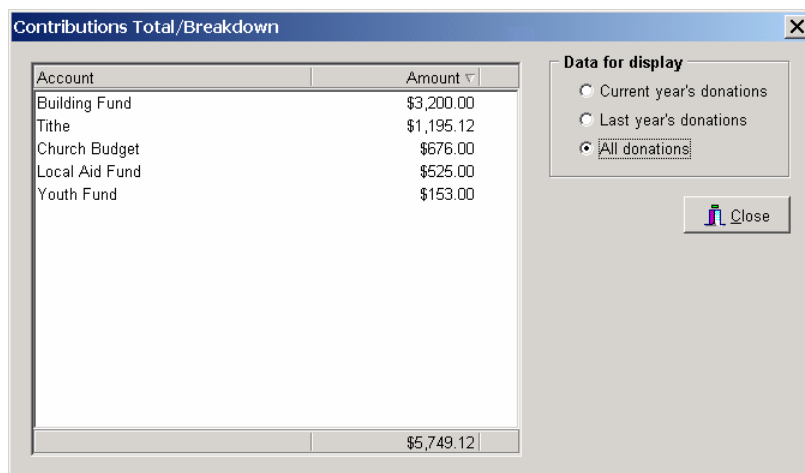 Contributions Total/Breakdown
Account Amount
Building Fund $3,200.00
Tithe $1,195.12
Church Budget $676.00
Local Aid Fund $525.00
Youth Fund $153.00
$5,749.12
Data for display
Current year's donations
Last year's donations
All donations
Close